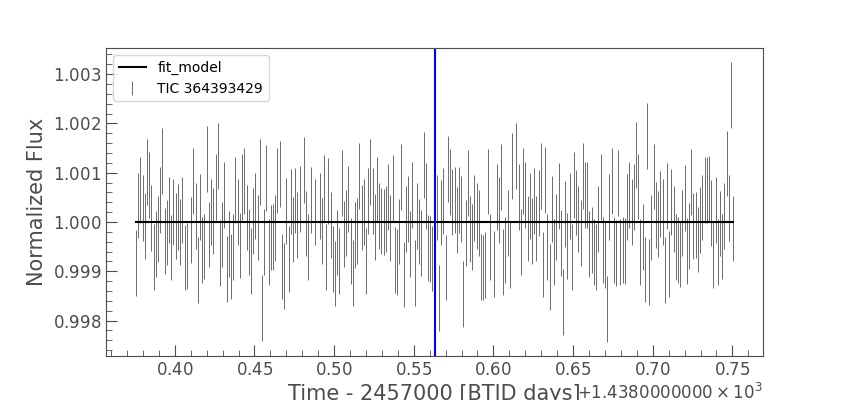 fit_model
TIC 364393429
1.003
1.002
1.001
1.000
0.999
0.998
Normalized Flux
0.40 0.45 0.50 0.55 0.60 0.65 0.70 0.75
Time - 2457000 [BTJD days]
+1.4380000000 × 10³